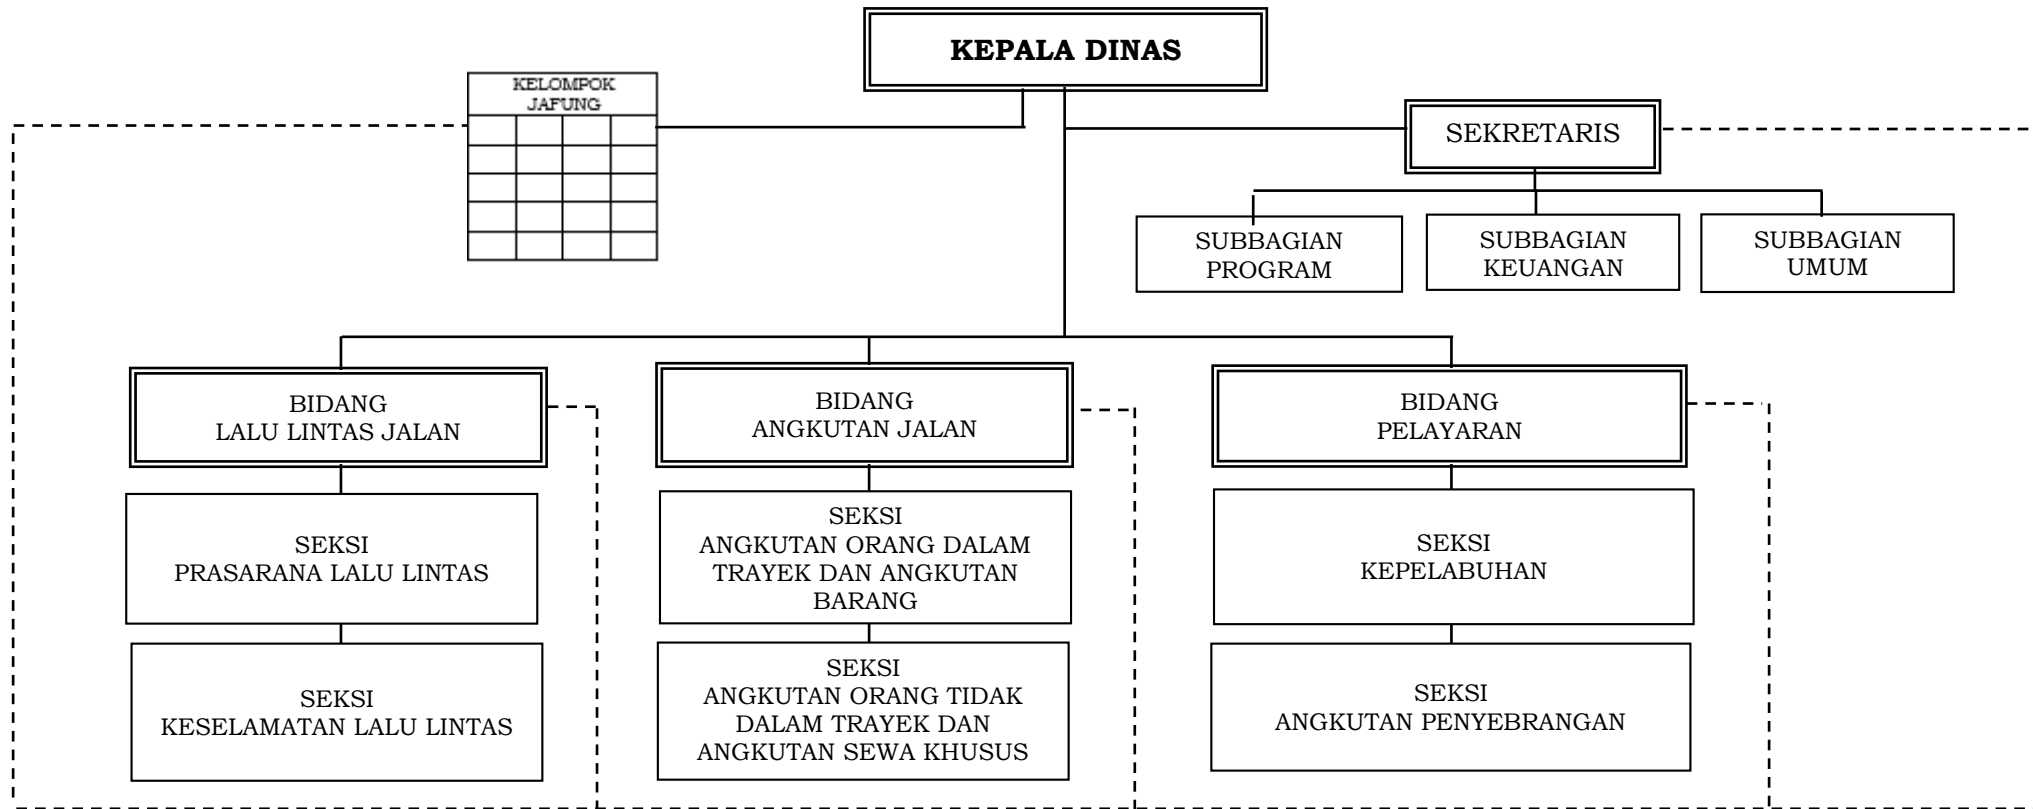 KEPALA DINAS
KELOMPOK
JAFUNG
SEKRETARIS
SUBBAGIAN
PROGRAM
SUBBAGIAN
KEUANGAN
SUBBAGIAN
UMUM
BIDANG
LALU LINTAS JALAN
BIDANG
ANGKUTAN JALAN
BIDANG
PELAYARAN
SEKSI
PRASARANA LALU LINTAS
SEKSI
ANGKUTAN ORANG DALAM
TRAYEK DAN ANGKUTAN
BARANG
SEKSI
KEPELABUHAN
SEKSI
KESELAMATAN LALU LINTAS
SEKSI
ANGKUTAN ORANG TIDAK
DALAM TRAYEK DAN
ANGKUTAN SEWA KHUSUS
SEKSI
ANGKUTAN PENYEBRANGAN